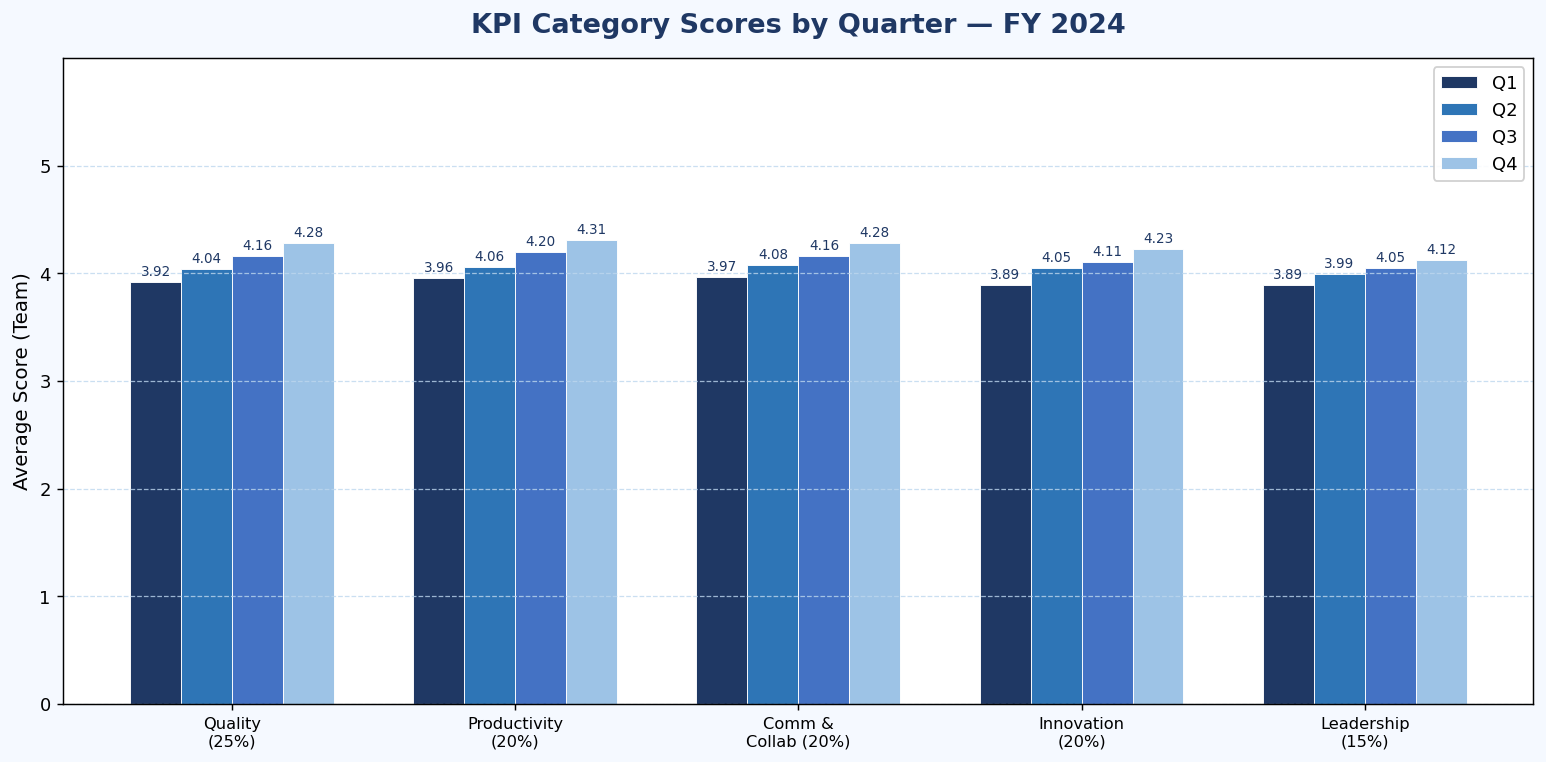 KPI Category Scores by Quarter — FY 2024
Q1
Q2
Q3
Q4
Average Score (Team)
5
4
3
2
1
0
3.92
4.04
4.16
4.28
3.96
4.06
4.20
4.31
3.97
4.08
4.16
4.28
3.89
4.05
4.11
4.23
3.89
3.99
4.05
4.12
Quality
(25%)
Productivity
(20%)
Comm &
Collab (20%)
Innovation
(20%)
Leadership
(15%)